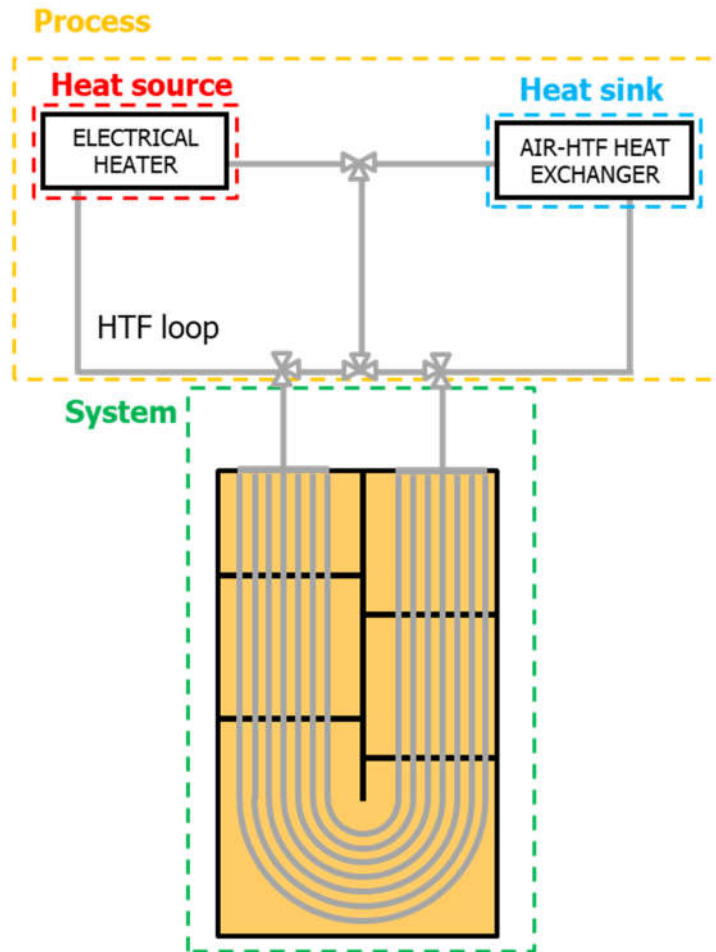 Process
Heat source
Heat sink
ELECTRICAL
HEATER
AIR-HTF HEAT
EXCHANGER
HTF loop
System